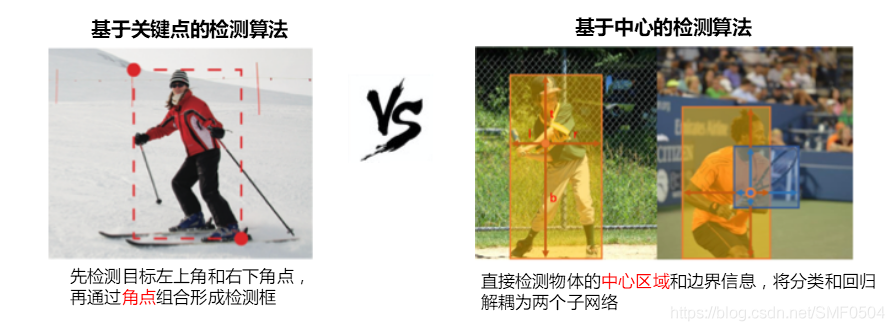 基于关键点的检测算法
VS
先检测目标左上角和右下角点，
再通过角点组合形成检测框
基于中心的检测算法
t
l
r
b
CITIZEN
直接检测物体的中心区域和边界信息，将分类和回归
解耦为两个子网络
https://blog.csdn.net/SMF0504